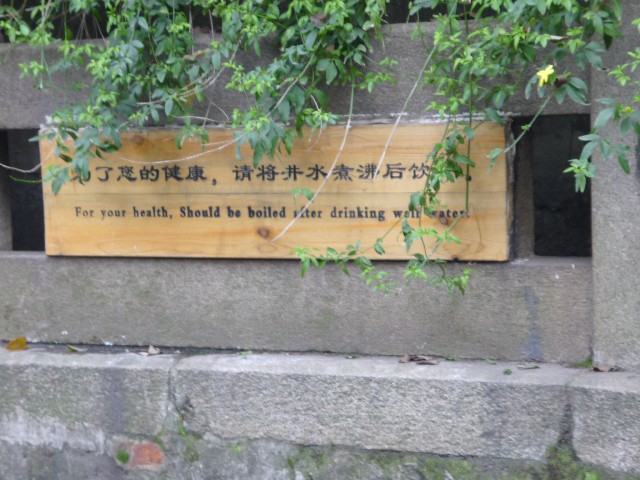 了您的健康，请将井水煮沸后饮
For your health, Should be boiled after drinking well water.